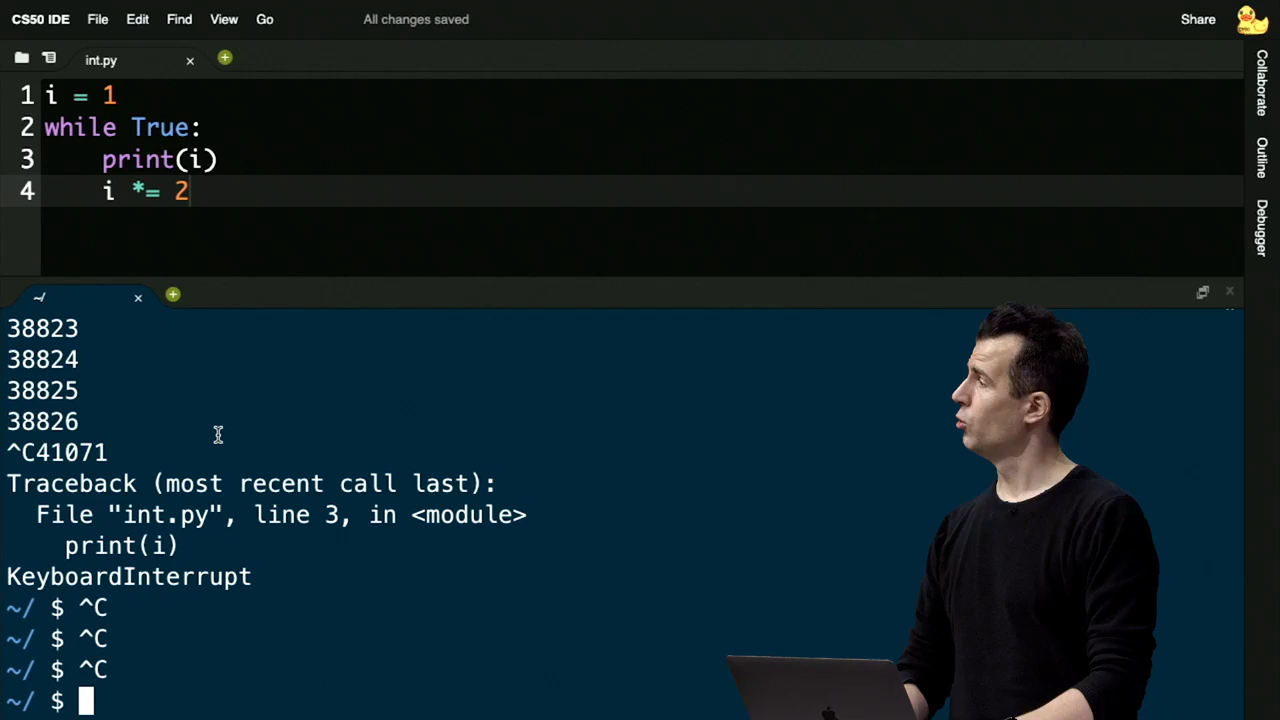 CS50 IDE File Edit Find View Go All changes saved Share
int.py
Collaborate
Outline
Debugger
1 i = 1
2 while True:
3     print(i)
4     i *= 2
~/
38823
38824
38825
38826
^C41071
Traceback (most recent call last):
  File "int.py", line 3, in <module>
    print(i)
KeyboardInterrupt
~/ $ ^C
~/ $ ^C
~/ $ ^C
~/ $